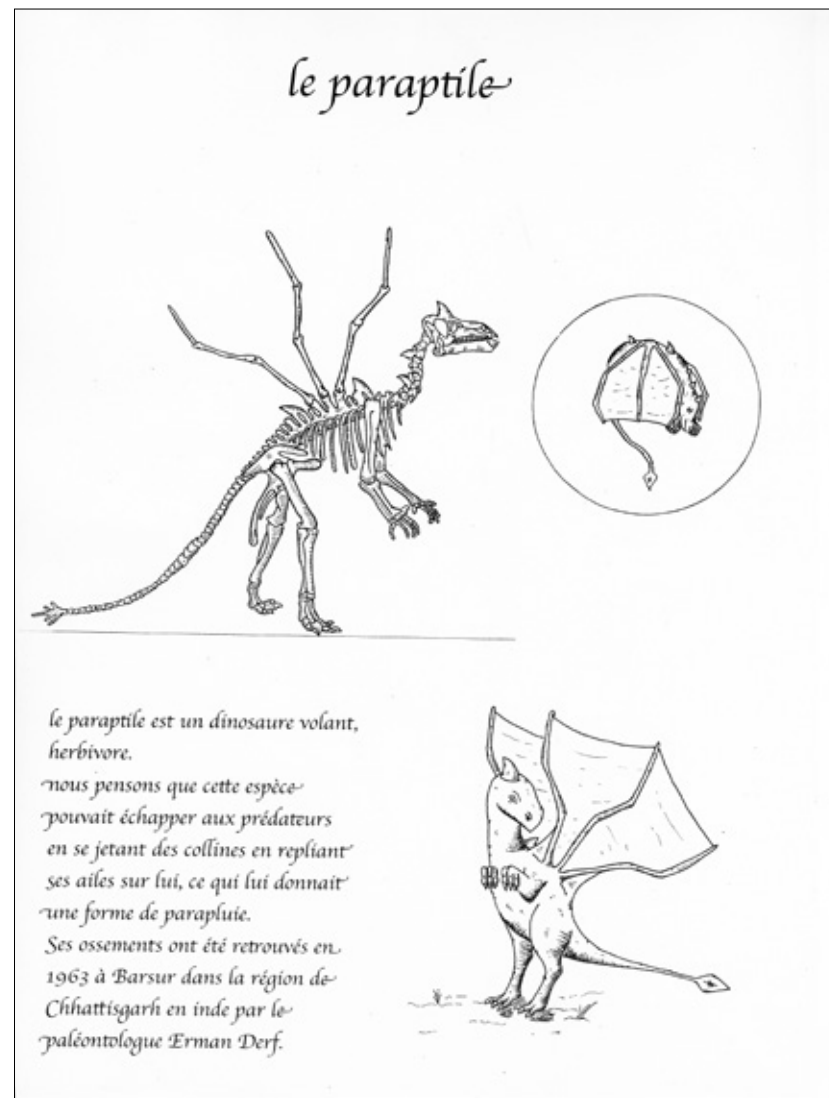 le paraptile
le paraptile est un dinosaure volant,
herbivore.
nous pensons que cette espèce
pouvait échapper aux prédateurs
en se jetant des collines en repliant
ses ailes sur lui, ce qui lui donnait
une forme de parapluie.
Ses ossements ont été retrouvés en
1963 à Barsur dans la région de
Chhattisgarh en inde par le
paléontologue Erman Derf.